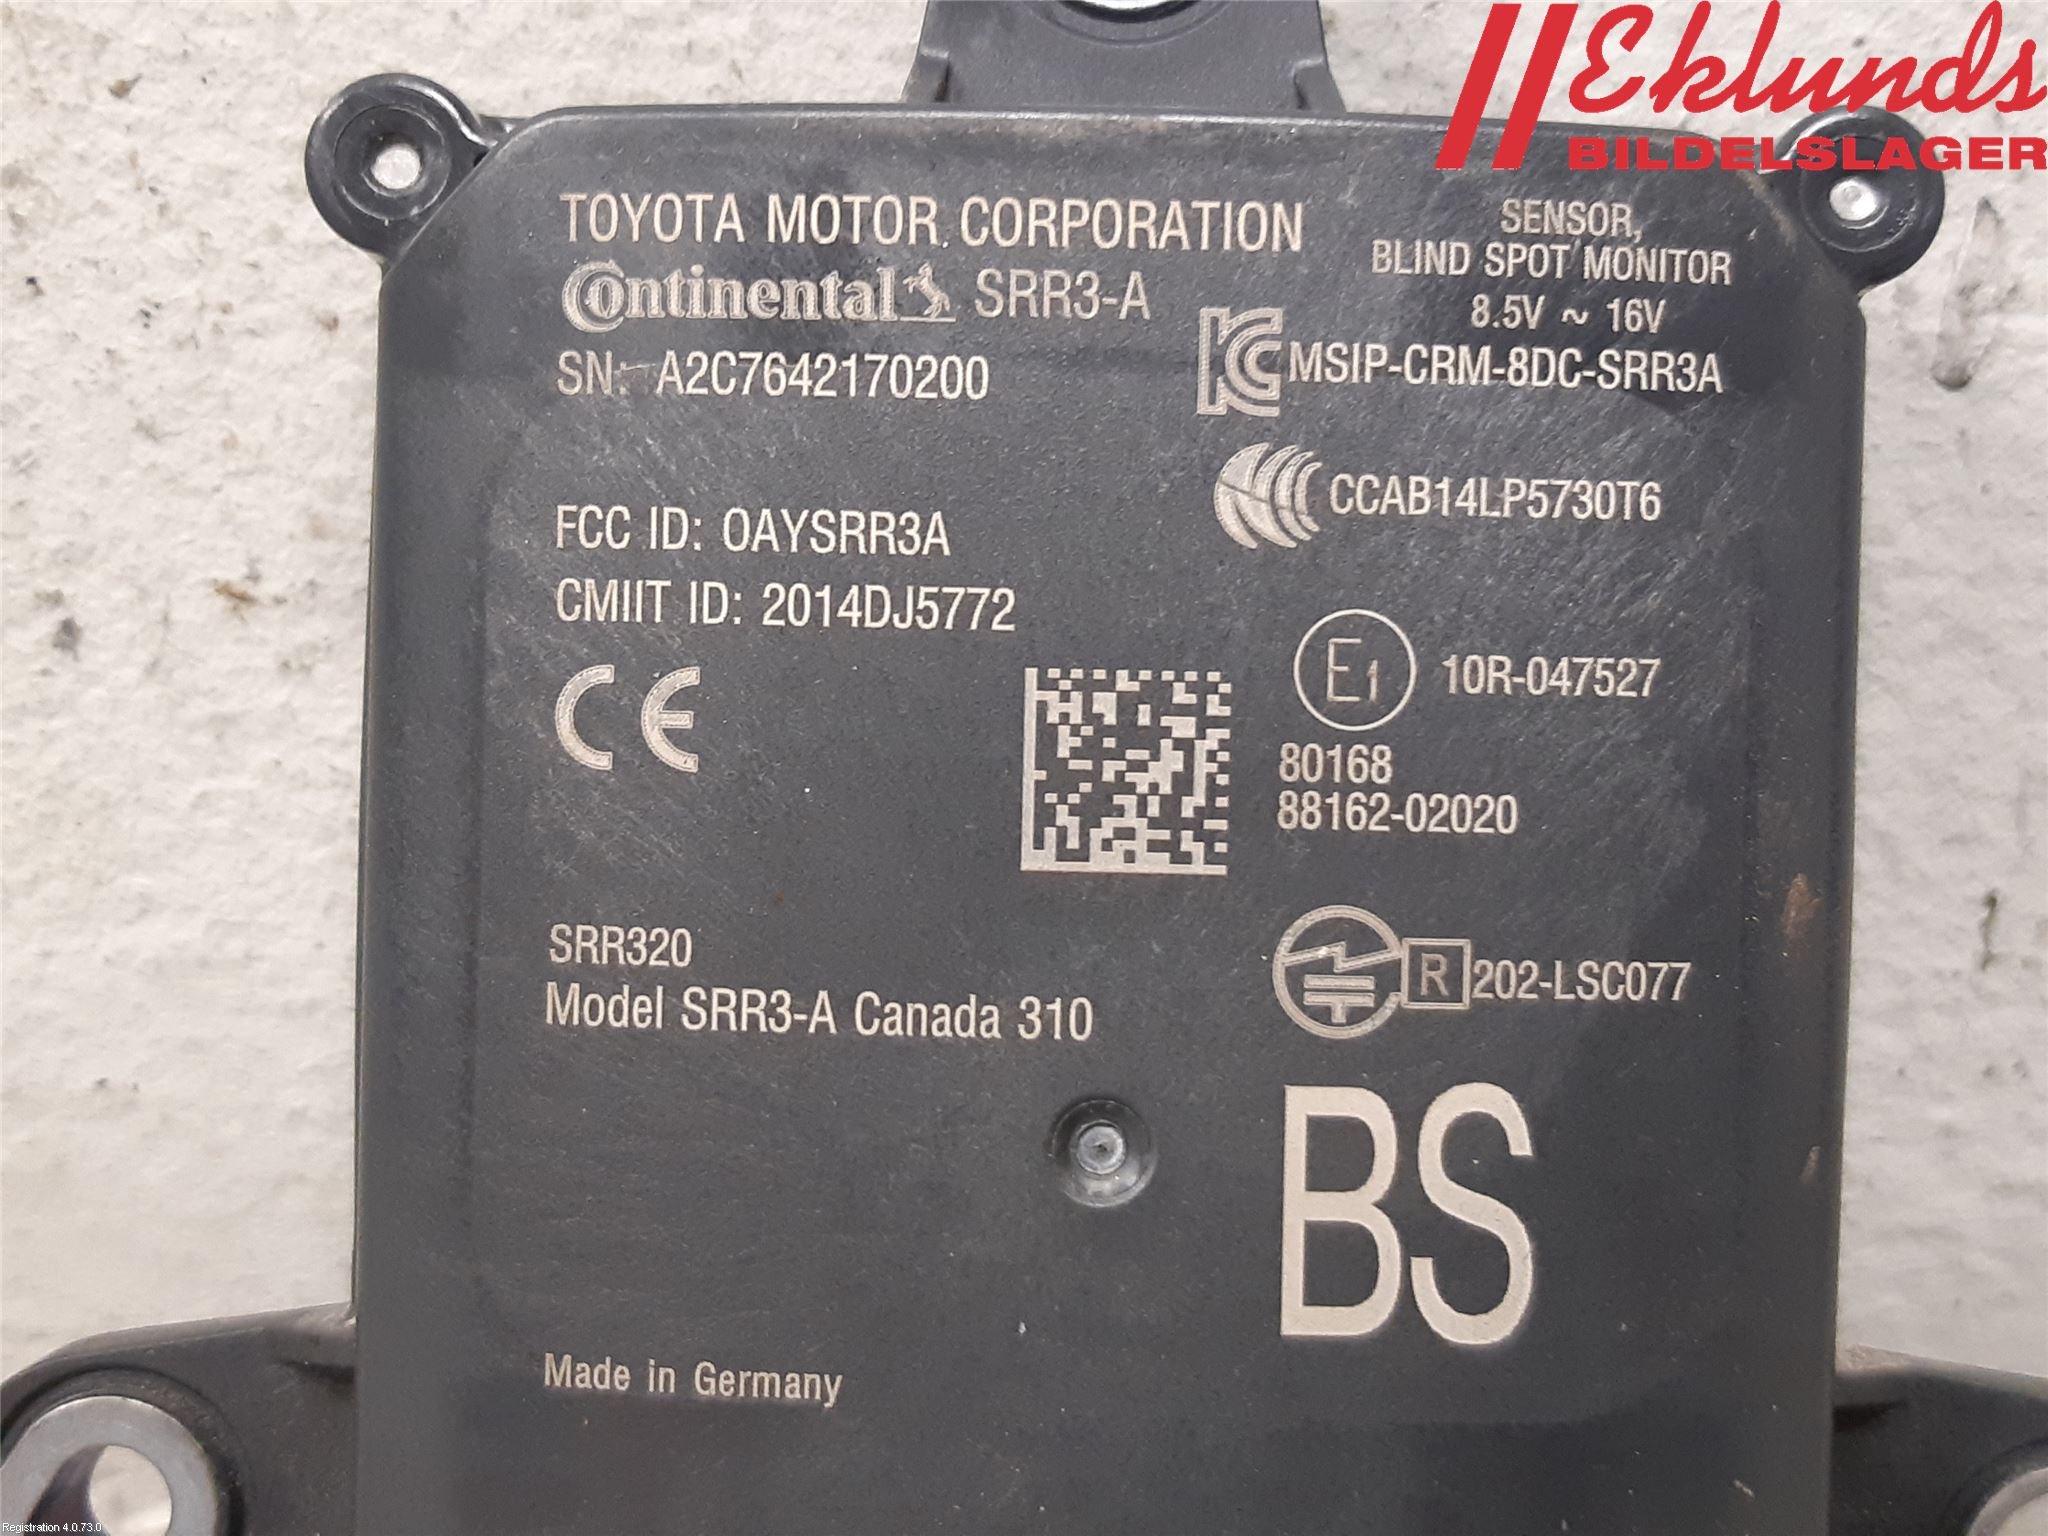 Eklunds
BILDELSLAGER
TOYOTA MOTOR CORPORATION
Continental SRR3-A
SN: A2C7642170200
SENSOR,
BLIND SPOT MONITOR
8.5V ~ 16V
MSIP-CRM-8DC-SRR3A
CCAB14LP5730T6
FCC ID: OAYSRR3A
CMIIT ID: 2014DJ5772
CE
E1 10R-047527
80168
88162-02020
SRR320
Model SRR3-A Canada 310
R 202-LSC077
BS
Made in Germany
Registration 4.0.73.0